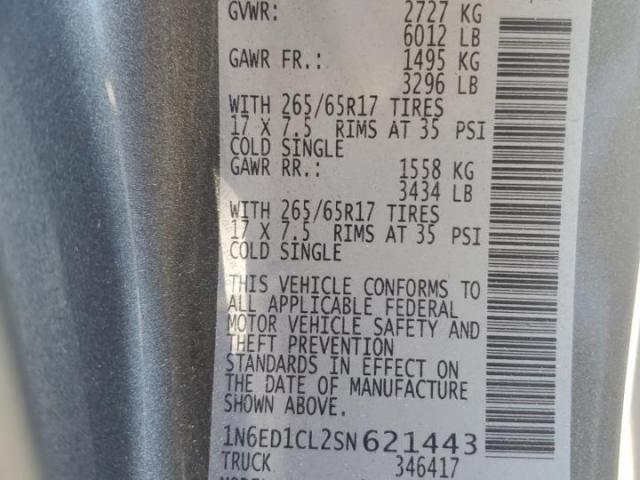 GVWR: 2727 KG
6012 LB
GAWR FR.: 1495 KG
3296 LB
WITH 265/65R17 TIRES
17 X 7.5 RIMS AT 35 PSI
COLD SINGLE
GAWR RR.: 1558 KG
3434 LB
WITH 265/65R17 TIRES
17 X 7.5 RIMS AT 35 PSI
COLD SINGLE
THIS VEHICLE CONFORMS TO
ALL APPLICABLE FEDERAL
MOTOR VEHICLE SAFETY AND
THEFT PREVENTION
STANDARDS IN EFFECT ON
THE DATE OF MANUFACTURE
SHOWN ABOVE.
1N6ED1CL2SN621443
TRUCK 346417